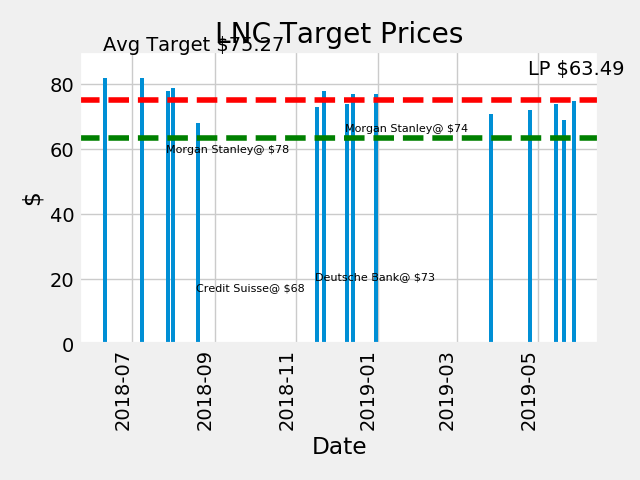 LNC Target Prices
Avg Target $75.27
LP $63.49
80
60
40
20
0
$
Morgan Stanley@ $74
Morgan Stanley@ $78
Deutsche Bank@ $73
Credit Suisse@ $68
2018-07
2018-09
2018-11
2019-01
2019-03
2019-05
Date